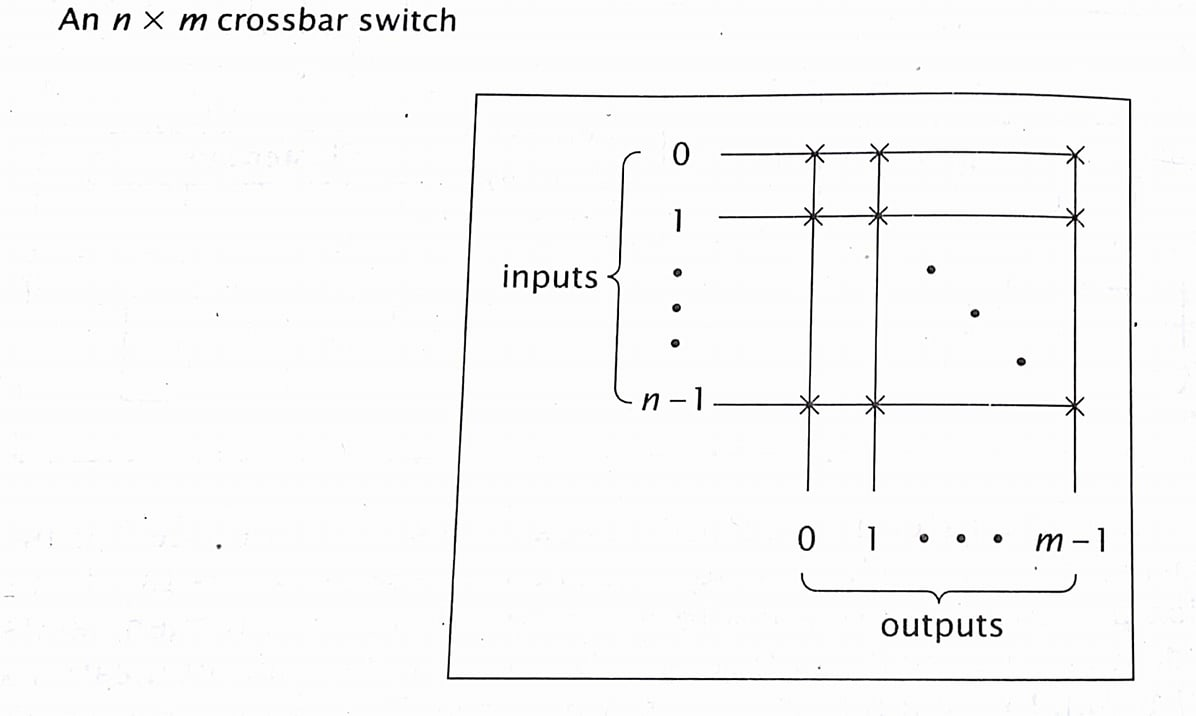 An n × m crossbar switch
0
1
inputs
n – 1
0 1 • • • m – 1
outputs